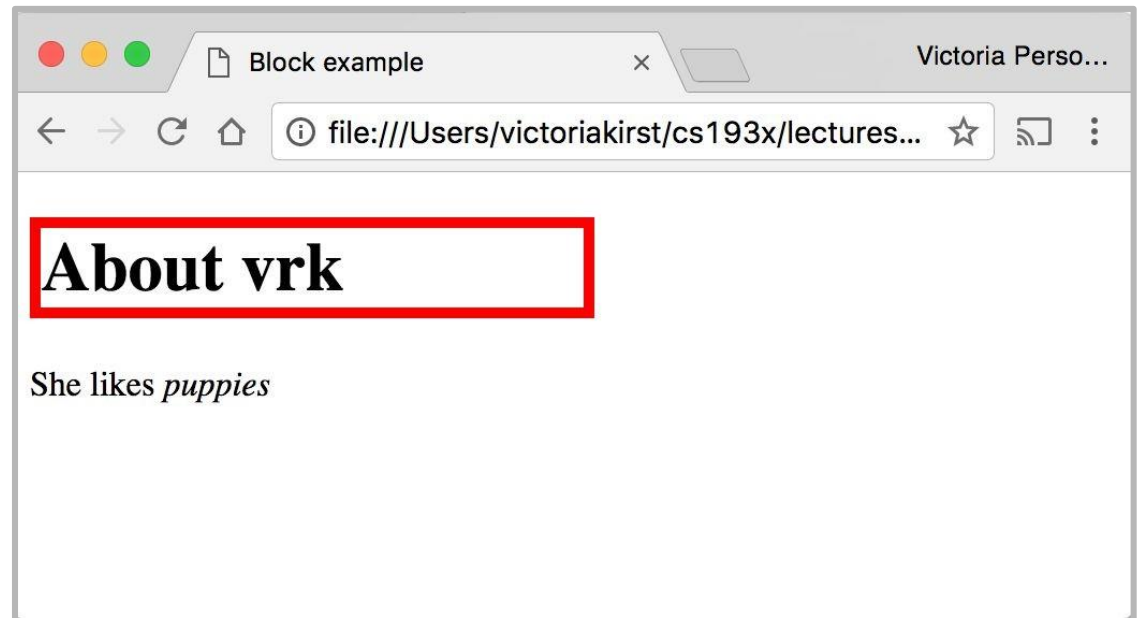 Block example
Victoria Perso...
file:///Users/victoriakirst/cs193x/lectures...
About vrk
She likes puppies